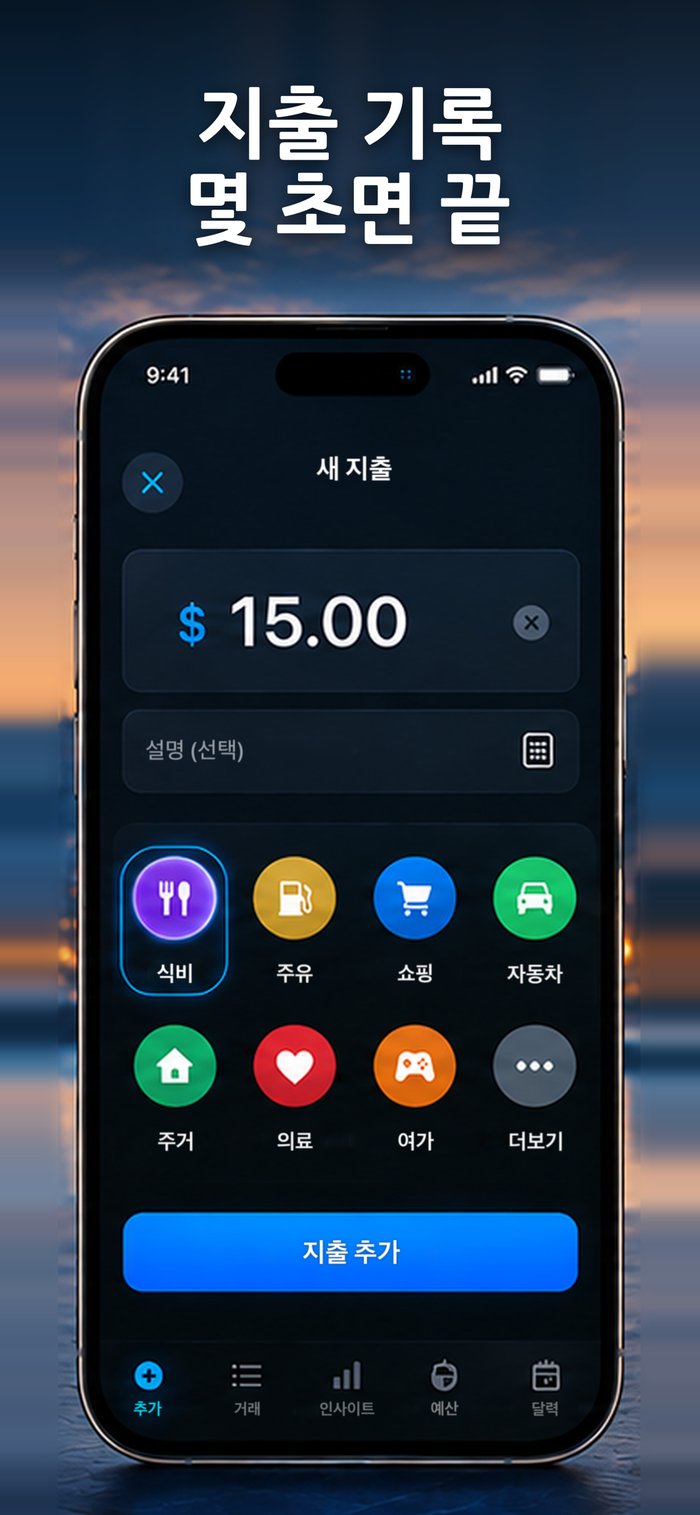 지출 기록
몇 초면 끝
9:41
새 지출
$ 15.00
설명 (선택)
식비 주유 쇼핑 자동차
주거 의료 여가 더보기
지출 추가
추가 거래 인사이트 예산 달력